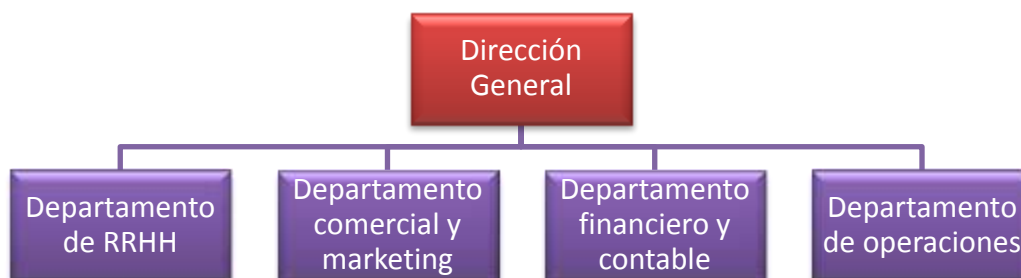 Dirección
General
Departamento
de RRHH
Departamento
comercial y
marketing
Departamento
financiero y
contable
Departamento
de operaciones